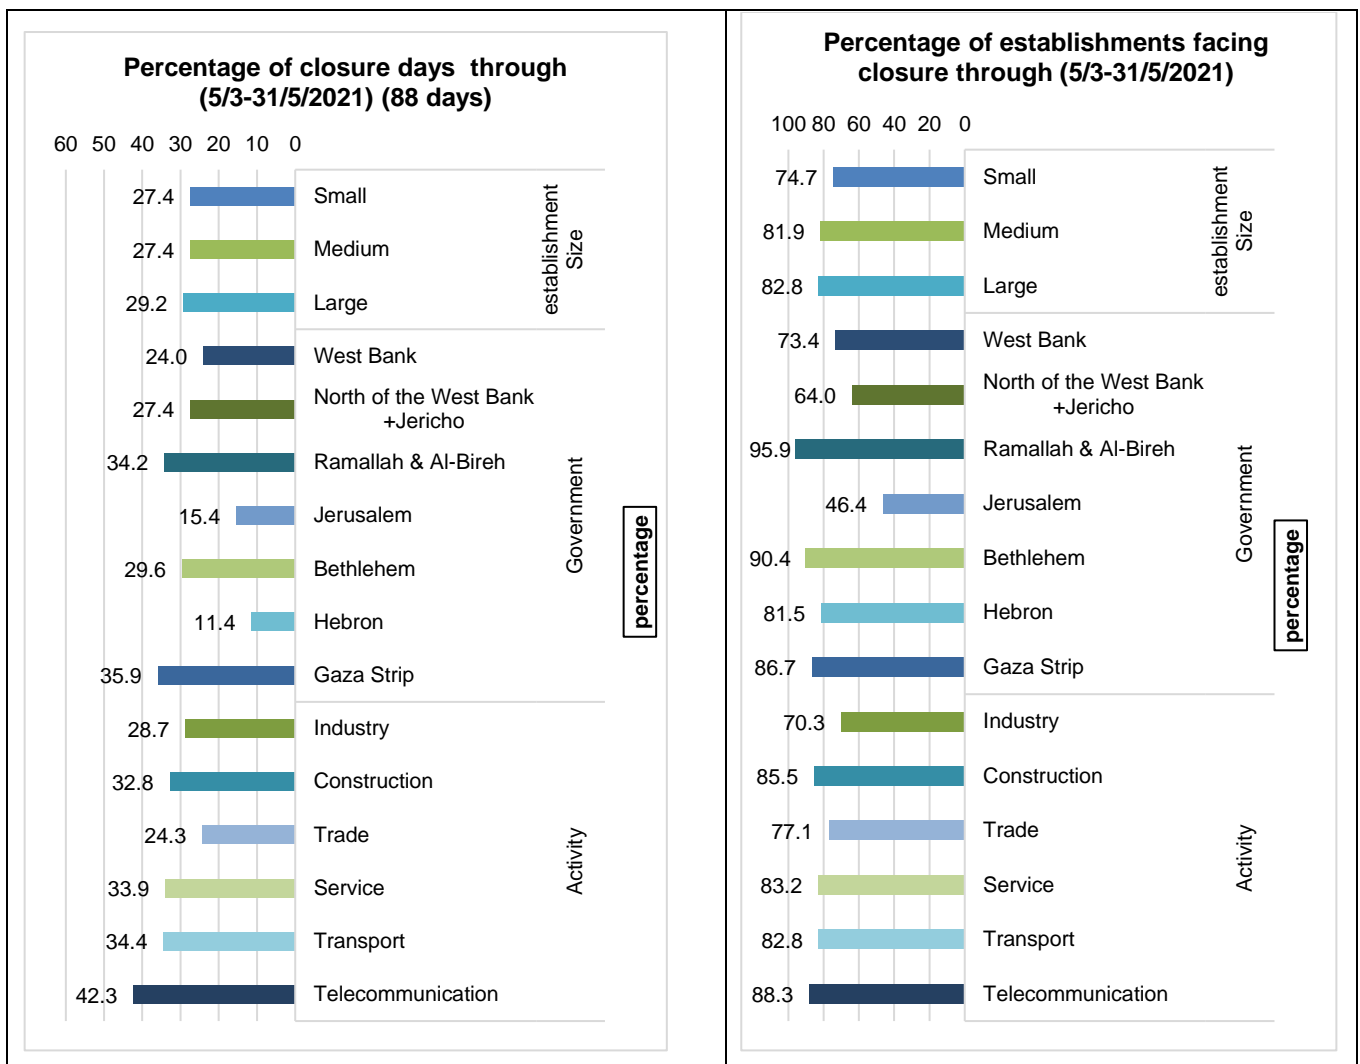 Percentage of closure days through
(5/3-31/5/2021) (88 days)
60 50 40 30 20 10 0
27.4 Small
27.4 Medium
29.2 Large
establishment
Size
24.0 West Bank
27.4 North of the West Bank
+Jericho
34.2 Ramallah & Al-Bireh
15.4 Jerusalem
29.6 Bethlehem
11.4 Hebron
35.9 Gaza Strip
Government
28.7 Industry
32.8 Construction
24.3 Trade
33.9 Service
34.4 Transport
42.3 Telecommunication
Activity
percentage
Percentage of establishments facing
closure through (5/3-31/5/2021)
100 80 60 40 20 0
74.7 Small
81.9 Medium
82.8 Large
establishment
Size
73.4 West Bank
64.0 North of the West Bank
+Jericho
95.9 Ramallah & Al-Bireh
46.4 Jerusalem
90.4 Bethlehem
81.5 Hebron
86.7 Gaza Strip
Government
70.3 Industry
85.5 Construction
77.1 Trade
83.2 Service
82.8 Transport
88.3 Telecommunication
Activity
percentage